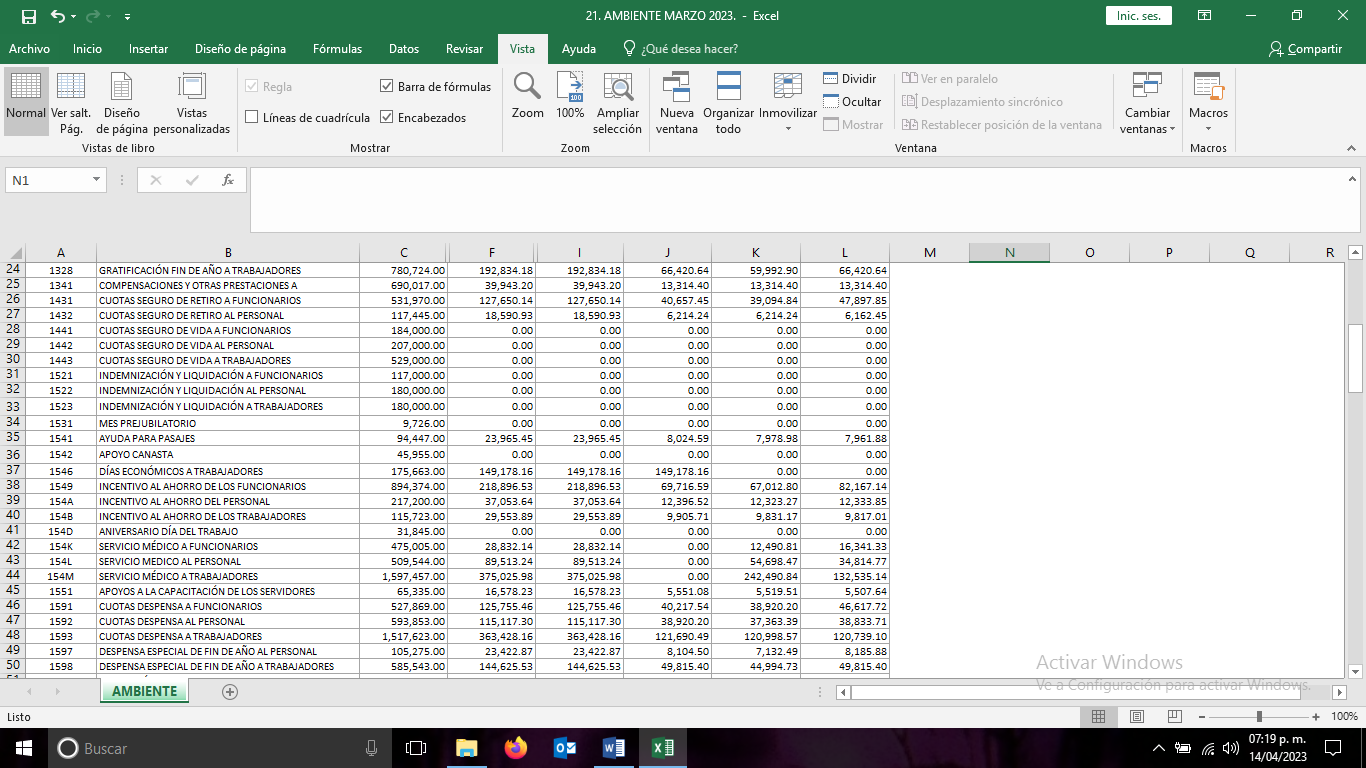 21. AMBIENTE MARZO 2023. - Excel
Inic. ses.
Archivo Inicio Insertar Diseño de página Fórmulas Datos Revisar Vista Ayuda ¿Qué desea hacer? Compartir
Normal Ver salt. Pág. Diseño de página Vistas personalizadas
Regla Barra de fórmulas
Líneas de cuadrícula Encabezados
Zoom 100% Ampliar selección
Nueva ventana Organizar todo Inmovilizar
Dividir Ocultar Mostrar
Ver en paralelo
Desplazamiento sincrónico
Restablecer posición de la ventana
Cambiar ventanas Macros
Vistas de libro Mostrar Zoom Ventana Macros
N1 fx
A B C F I J K L M N O P Q R
24 1328 GRATIFICACIÓN FIN DE AÑO A TRABAJADORES 780,724.00 192,834.18 192,834.18 66,420.64 59,992.90 66,420.64
25 1341 COMPENSACIONES Y OTRAS PRESTACIONES A 690,017.00 39,943.20 39,943.20 13,314.40 13,314.40 13,314.40
26 1431 CUOTAS SEGURO DE RETIRO A FUNCIONARIOS 531,970.00 127,650.14 127,650.14 40,657.45 39,094.84 47,897.85
27 1432 CUOTAS SEGURO DE RETIRO AL PERSONAL 117,445.00 18,590.93 18,590.93 6,214.24 6,214.24 6,162.45
28 1441 CUOTAS SEGURO DE VIDA A FUNCIONARIOS 184,000.00 0.00 0.00 0.00 0.00 0.00
29 1442 CUOTAS SEGURO DE VIDA AL PERSONAL 207,000.00 0.00 0.00 0.00 0.00 0.00
30 1443 CUOTAS SEGURO DE VIDA A TRABAJADORES 529,000.00 0.00 0.00 0.00 0.00 0.00
31 1521 INDEMNIZACIÓN Y LIQUIDACIÓN A FUNCIONARIOS 117,000.00 0.00 0.00 0.00 0.00 0.00
32 1522 INDEMNIZACIÓN Y LIQUIDACIÓN AL PERSONAL 180,000.00 0.00 0.00 0.00 0.00 0.00
33 1523 INDEMNIZACIÓN Y LIQUIDACIÓN A TRABAJADORES 180,000.00 0.00 0.00 0.00 0.00 0.00
34 1531 MES PREJUBILATORIO 9,726.00 0.00 0.00 0.00 0.00 0.00
35 1541 AYUDA PARA PASAJES 94,447.00 23,965.45 23,965.45 8,024.59 7,978.98 7,961.88
36 1542 APOYO CANASTA 45,955.00 0.00 0.00 0.00 0.00 0.00
37 1546 DÍAS ECONÓMICOS A TRABAJADORES 175,663.00 149,178.16 149,178.16 149,178.16 0.00 0.00
38 1549 INCENTIVO AL AHORRO DE LOS FUNCIONARIOS 894,374.00 218,896.53 218,896.53 69,716.59 67,012.80 82,167.14
39 154A INCENTIVO AL AHORRO DEL PERSONAL 217,200.00 37,053.64 37,053.64 12,396.52 12,323.27 12,333.85
40 154B INCENTIVO AL AHORRO DE LOS TRABAJADORES 115,723.00 29,553.89 29,553.89 9,905.71 9,831.17 9,817.01
41 154D ANIVERSARIO DÍA DEL TRABAJO 31,845.00 0.00 0.00 0.00 0.00 0.00
42 154K SERVICIO MÉDICO A FUNCIONARIOS 475,005.00 28,832.14 28,832.14 0.00 12,490.81 16,341.33
43 154L SERVICIO MÉDICO AL PERSONAL 509,544.00 89,513.24 89,513.24 0.00 54,698.47 34,814.77
44 154M SERVICIO MÉDICO A TRABAJADORES 1,597,457.00 375,025.98 375,025.98 0.00 242,490.84 132,535.14
45 1551 APOYOS A LA CAPACITACIÓN DE LOS SERVIDORES 65,335.00 16,578.23 16,578.23 5,551.08 5,519.51 5,507.64
46 1591 CUOTAS DESPENSA A FUNCIONARIOS 527,869.00 125,755.46 125,755.46 40,217.54 38,920.20 46,617.72
47 1592 CUOTAS DESPENSA AL PERSONAL 593,853.00 115,117.30 115,117.30 38,920.20 37,363.39 38,833.71
48 1593 CUOTAS DESPENSA A TRABAJADORES 1,517,623.00 363,428.16 363,428.16 121,690.49 120,998.57 120,739.10
49 1597 DESPENSA ESPECIAL DE FIN DE AÑO AL PERSONAL 105,275.00 23,422.87 23,422.87 8,104.50 7,132.49 8,185.88
50 1598 DESPENSA ESPECIAL DE FIN DE AÑO A TRABAJADORES 585,543.00 144,625.53 144,625.53 49,815.40 44,994.73 49,815.40
Activar Windows
Ve a Configuración para activar Windows.
AMBIENTE
Listo 100%
Buscar 07:19 p. m.
14/04/2023